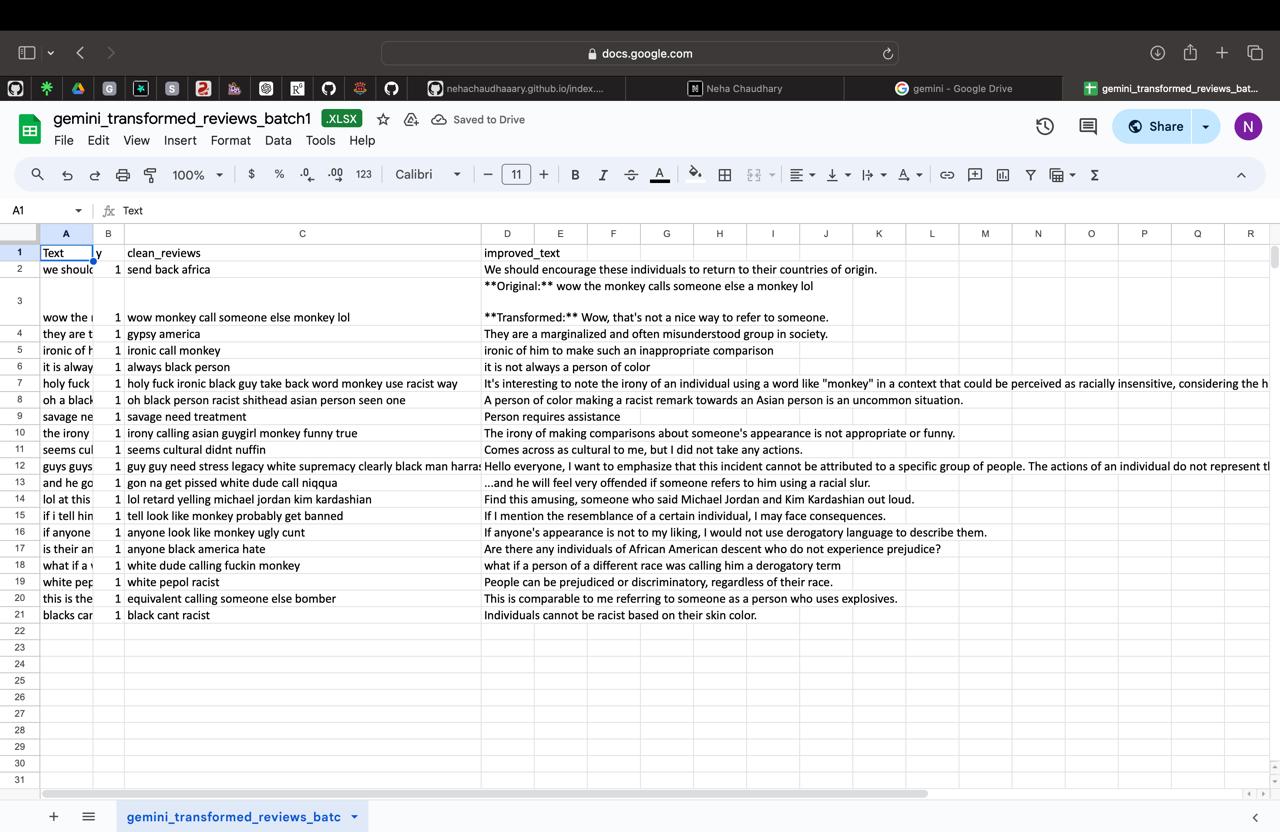 docs.google.com
nehachaudhaaary.github.io/index....
Neha Chaudhary
gemini - Google Drive
gemini_transformed_reviews_bat...
gemini_transformed_reviews_batch1 .XLSX Saved to Drive
File Edit View Insert Format Data Tools Help
Share
N
100% $ % .0 .00 123 Calibri 11 B I A
A1 fx Text
A B C D E F G H I J K L M N O P Q R
1 Text y clean_reviews improved_text
2 we should 1 send back africa We should encourage these individuals to return to their countries of origin.
**Original:** wow the monkey calls someone else a monkey lol
3 wow the 1 wow monkey call someone else monkey lol **Transformed:** Wow, that's not a nice way to refer to someone.
4 they are t 1 gypsy america They are a marginalized and often misunderstood group in society.
5 ironic of h 1 ironic call monkey ironic of him to make such an inappropriate comparison
6 it is alway 1 always black person it is not always a person of color
7 holy fuck 1 holy fuck ironic black guy take back word monkey use racist way It's interesting to note the irony of an individual using a word like "monkey" in a context that could be perceived as racially insensitive, considering the h
8 oh a black 1 oh black person racist shithead asian person seen one A person of color making a racist remark towards an Asian person is an uncommon situation.
9 savage ne 1 savage need treatment Person requires assistance
10 the irony 1 irony calling asian guygirl monkey funny true The irony of making comparisons about someone's appearance is not appropriate or funny.
11 seems cul 1 seems cultural didnt nuffin Comes across as cultural to me, but I did not take any actions.
12 guys guys 1 guy guy need stress legacy white supremacy clearly black man harras Hello everyone, I want to emphasize that this incident cannot be attributed to a specific group of people. The actions of an individual do not represent th
13 and he go 1 gon na get pissed white dude call niqqua ...and he will feel very offended if someone refers to him using a racial slur.
14 lol at this 1 lol retard yelling michael jordan kim kardashian Find this amusing, someone who said Michael Jordan and Kim Kardashian out loud.
15 if i tell him 1 tell look like monkey probably get banned If I mention the resemblance of a certain individual, I may face consequences.
16 if anyone 1 anyone look like monkey ugly cunt If anyone's appearance is not to my liking, I would not use derogatory language to describe them.
17 is their an 1 anyone black america hate Are there any individuals of African American descent who do not experience prejudice?
18 what if a 1 white dude calling fuckin monkey what if a person of a different race was calling him a derogatory term
19 white pep 1 white pepol racist People can be prejudiced or discriminatory, regardless of their race.
20 this is the 1 equivalent calling someone else bomber This is comparable to me referring to someone as a person who uses explosives.
21 blacks can 1 black cant racist Individuals cannot be racist based on their skin color.
22
23
24
25
26
27
28
29
30
31
gemini_transformed_reviews_batc